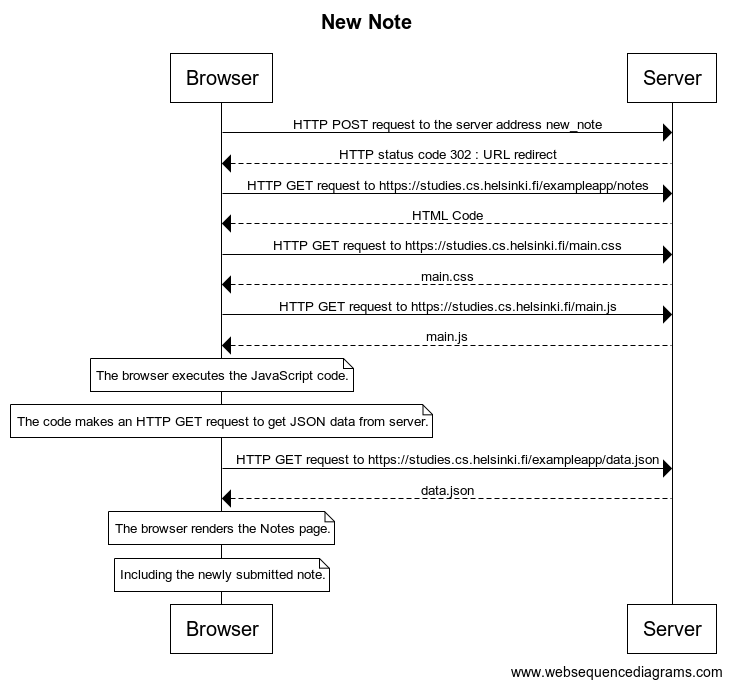 New Note
Browser Server
HTTP POST request to the server address new_note
HTTP status code 302 : URL redirect
HTTP GET request to https://studies.cs.helsinki.fi/exampleapp/notes
HTML Code
HTTP GET request to https://studies.cs.helsinki.fi/main.css
main.css
HTTP GET request to https://studies.cs.helsinki.fi/main.js
main.js
The browser executes the JavaScript code.
The code makes an HTTP GET request to get JSON data from server.
HTTP GET request to https://studies.cs.helsinki.fi/exampleapp/data.json
data.json
The browser renders the Notes page.
Including the newly submitted note.
Browser Server
www.websequencediagrams.com